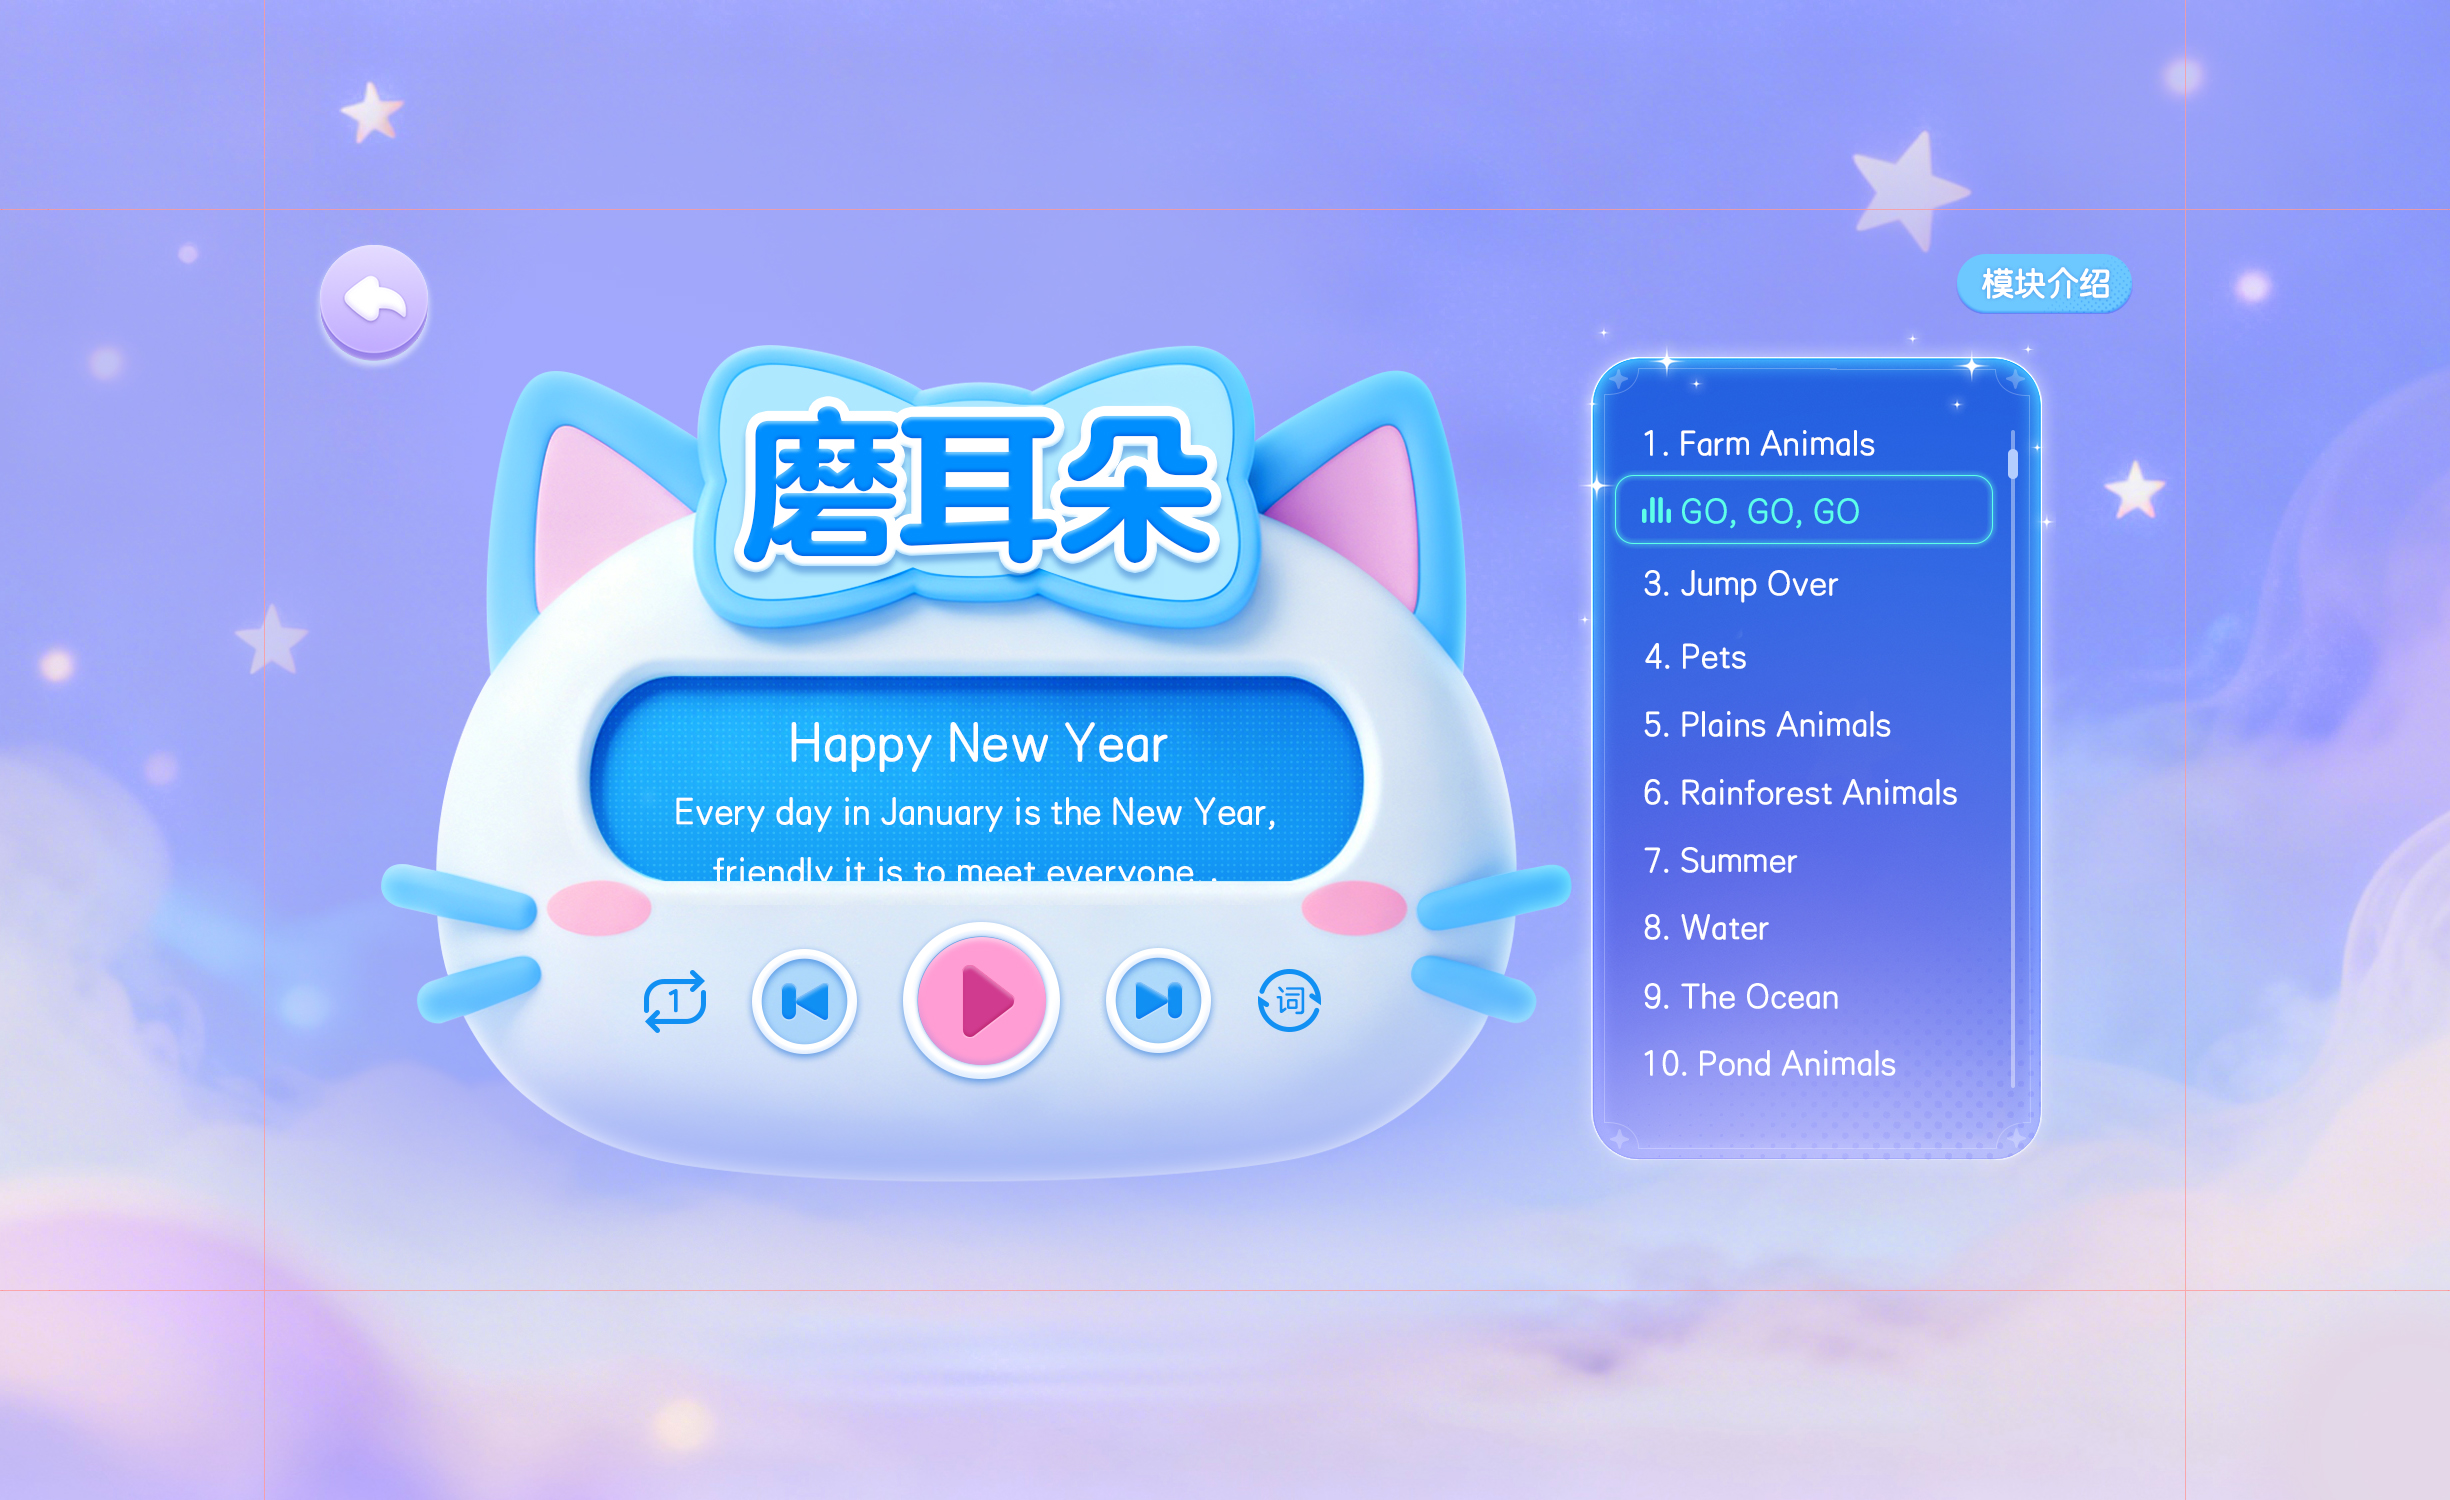 模块介绍
磨耳朵
Happy New Year
Every day in January is the New Year,
friendly it is to meet everyone. .
1
词
1. Farm Animals
GO, GO, GO
3. Jump Over
4. Pets
5. Plains Animals
6. Rainforest Animals
7. Summer
8. Water
9. The Ocean
10. Pond Animals